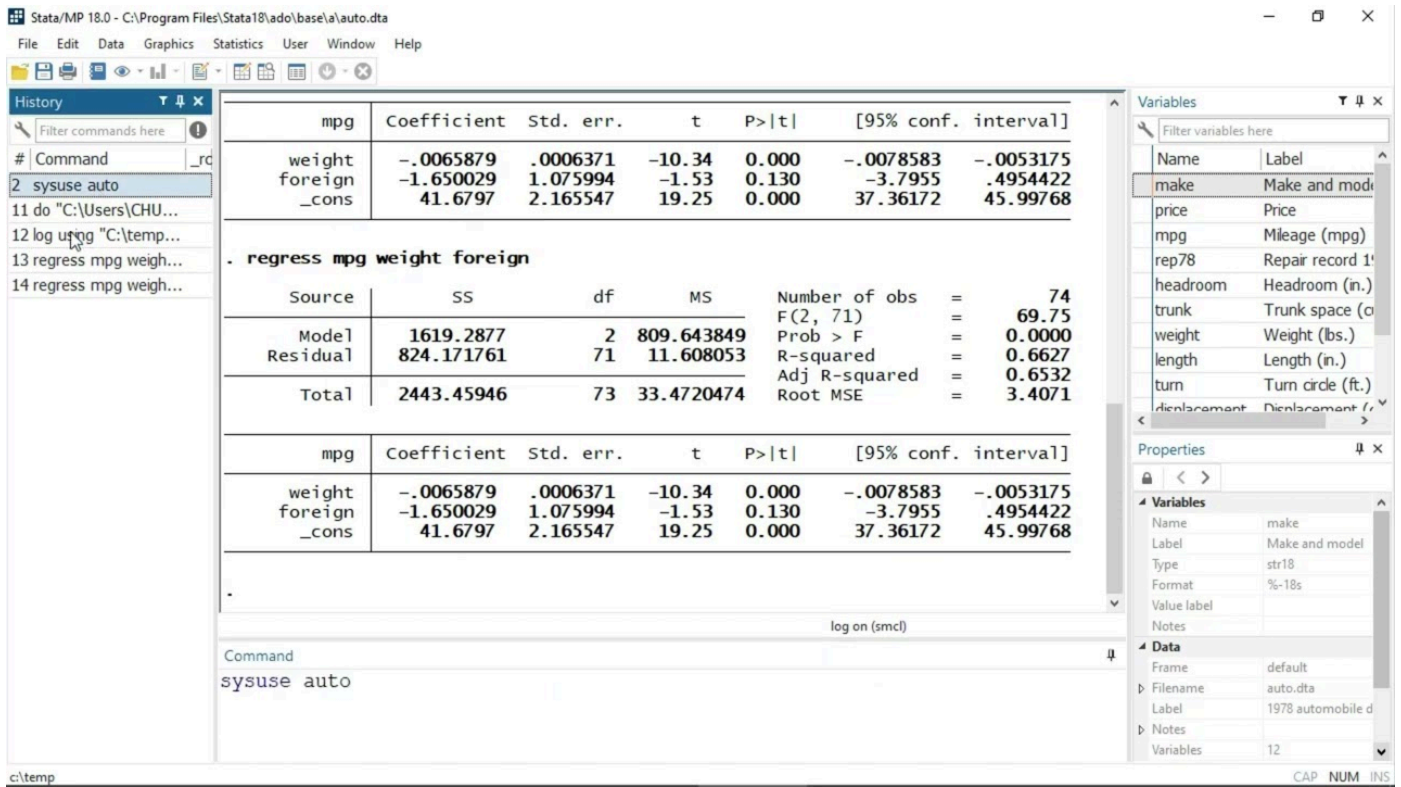 Stata/MP 18.0 - C:\Program Files\Stata18\ado\base\a\auto.dta
File Edit Data Graphics Statistics User Window Help
History
Filter commands here
# Command _rc
2 sysuse auto
11 do "C:\Users\CHU...
12 log using "C:\temp...
13 regress mpg weigh...
14 regress mpg weigh...
mpg Coefficient Std. err. t P>|t| [95% conf. interval]
weight -.0065879 .0006371 -10.34 0.000 -.0078583 -.0053175
foreign -1.650029 1.075994 -1.53 0.130 -3.7955 .4954422
_cons 41.6797 2.165547 19.25 0.000 37.36172 45.99768
. regress mpg weight foreign
Source SS df MS Number of obs = 74
F(2, 71) = 69.75
Model 1619.2877 2 809.643849 Prob > F = 0.0000
Residual 824.171761 71 11.608053 R-squared = 0.6627
Adj R-squared = 0.6532
Total 2443.45946 73 33.4720474 Root MSE = 3.4071
mpg Coefficient Std. err. t P>|t| [95% conf. interval]
weight -.0065879 .0006371 -10.34 0.000 -.0078583 -.0053175
foreign -1.650029 1.075994 -1.53 0.130 -3.7955 .4954422
_cons 41.6797 2.165547 19.25 0.000 37.36172 45.99768
.
log on (smcl)
Command
sysuse auto
Variables
Filter variables here
Name Label
make Make and mode
price Price
mpg Mileage (mpg)
rep78 Repair record 19
headroom Headroom (in.)
trunk Trunk space (cu
weight Weight (lbs.)
length Length (in.)
turn Turn circle (ft.)
displacement Displacement (c
Properties
Variables
Name make
Label Make and model
Type str18
Format %-18s
Value label
Notes
Data
Frame default
Filename auto.dta
Label 1978 automobile d
Notes
Variables 12
c:\temp
CAP NUM INS